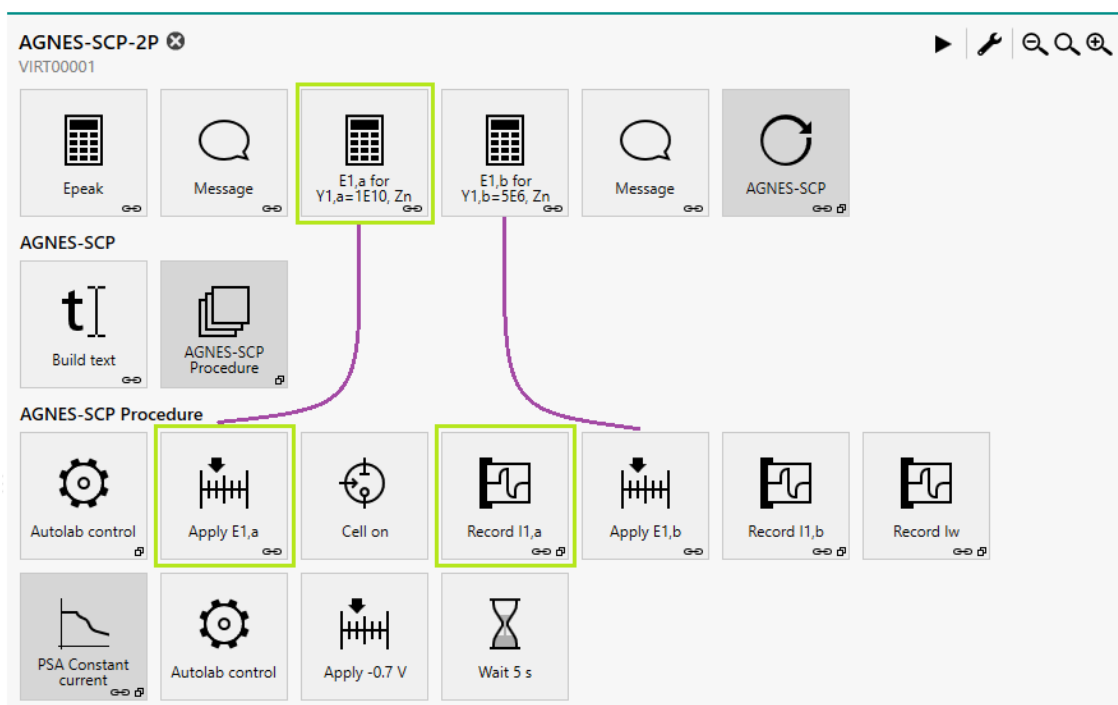 AGNES-SCP-2P
VIRT00001
Epeak
Message
E1,a for
Y1,a=1E10, Zn
E1,b for
Y1,b=5E6, Zn
Message
AGNES-SCP
AGNES-SCP
Build text
AGNES-SCP
Procedure
AGNES-SCP Procedure
Autolab control
Apply E1,a
Cell on
Record I1,a
Apply E1,b
Record I1,b
Record Iw
PSA Constant
current
Autolab control
Apply -0.7 V
Wait 5 s